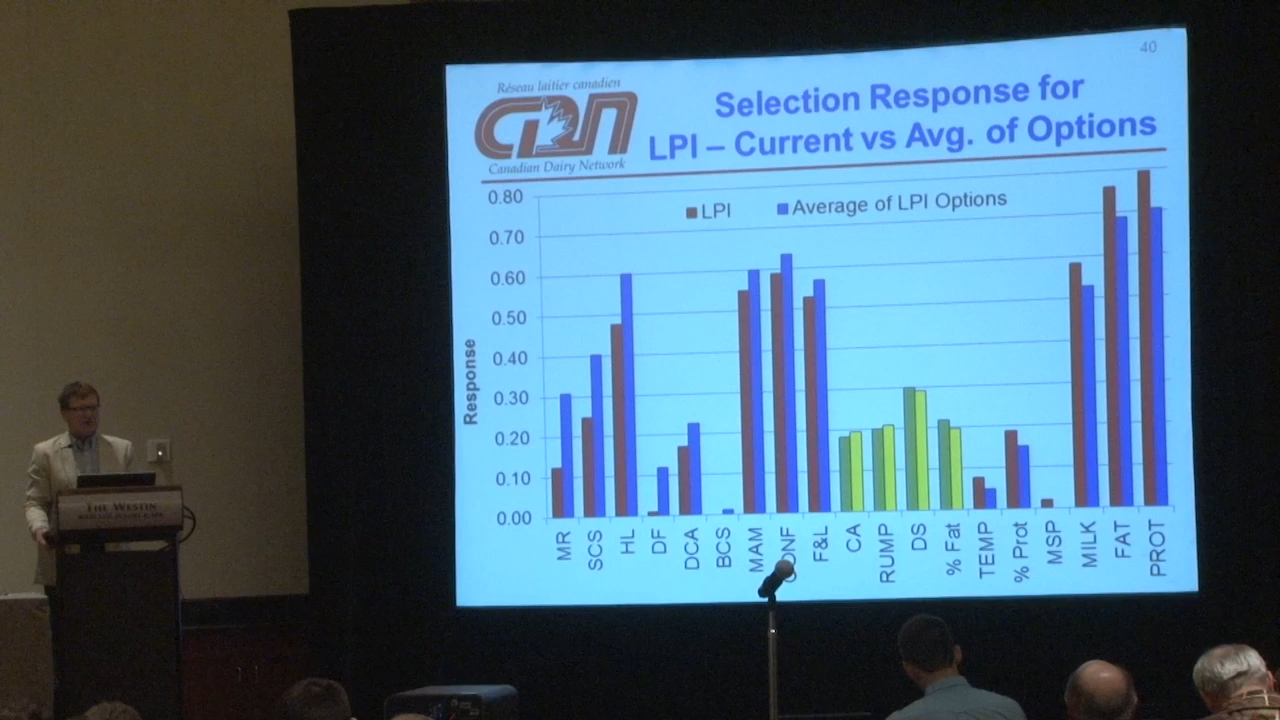 40
Réseau laitier canadien
CDN
Canadian Dairy Network
Selection Response for
LPI – Current vs Avg. of Options
LPI
Average of LPI Options
Response
0.80
0.70
0.60
0.50
0.40
0.30
0.20
0.10
0.00
MR
SCS
HL
DF
DCA
BCS
MAM
F&L
CA
RUMP
DS
% Fat
TEMP
% Prot
MSP
MILK
FAT
PROT
THE WESTIN